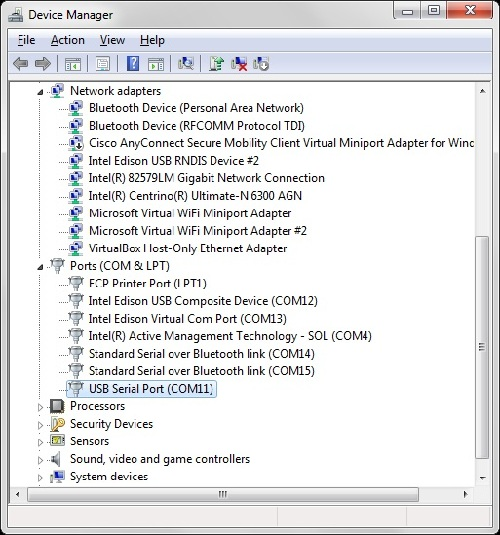 Device Manager
File Action View Help
Network adapters
Bluetooth Device (Personal Area Network)
Bluetooth Device (RFCOMM Protocol TDI)
Cisco AnyConnect Secure Mobility Client Virtual Miniport Adapter for Winc
Intel Edison USB RNDIS Device #2
Intel(R) 82579LM Gigabit Network Connection
Intel(R) Centrino(R) Ultimate-N 6300 AGN
Microsoft Virtual WiFi Miniport Adapter
Microsoft Virtual WiFi Miniport Adapter #2
VirtualBox Host-Only Ethernet Adapter
Ports (COM & LPT)
ECP Printer Port (LPT1)
Intel Edison USB Composite Device (COM12)
Intel Edison Virtual Com Port (COM13)
Intel(R) Active Management Technology - SOL (COM4)
Standard Serial over Bluetooth link (COM14)
Standard Serial over Bluetooth link (COM15)
USB Serial Port (COM11)
Processors
Security Devices
Sensors
Sound, video and game controllers
System devices